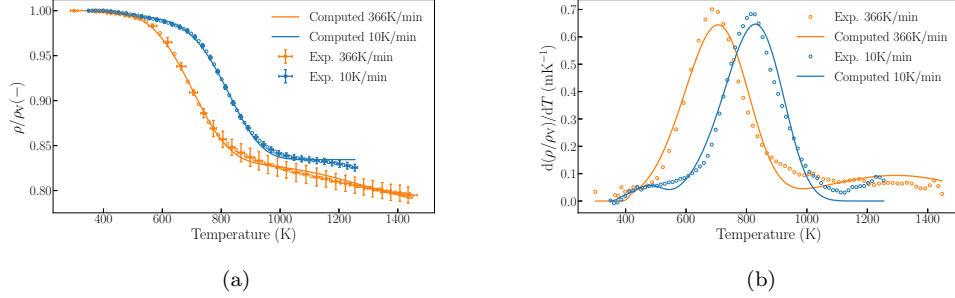 1.00
0.95
0.90
0.85
0.80
ρ/ρv(−)
400 600 800 1000 1200 1400
Temperature (K)
Computed 366K/min
Computed 10K/min
Exp. 366K/min
Exp. 10K/min
(a)
0.7
0.6
0.5
0.4
0.3
0.2
0.1
0.0
d(ρ/ρv)/dT (mK⁻¹)
400 600 800 1000 1200 1400
Temperature (K)
Exp. 366K/min
Computed 366K/min
Exp. 10K/min
Computed 10K/min
(b)